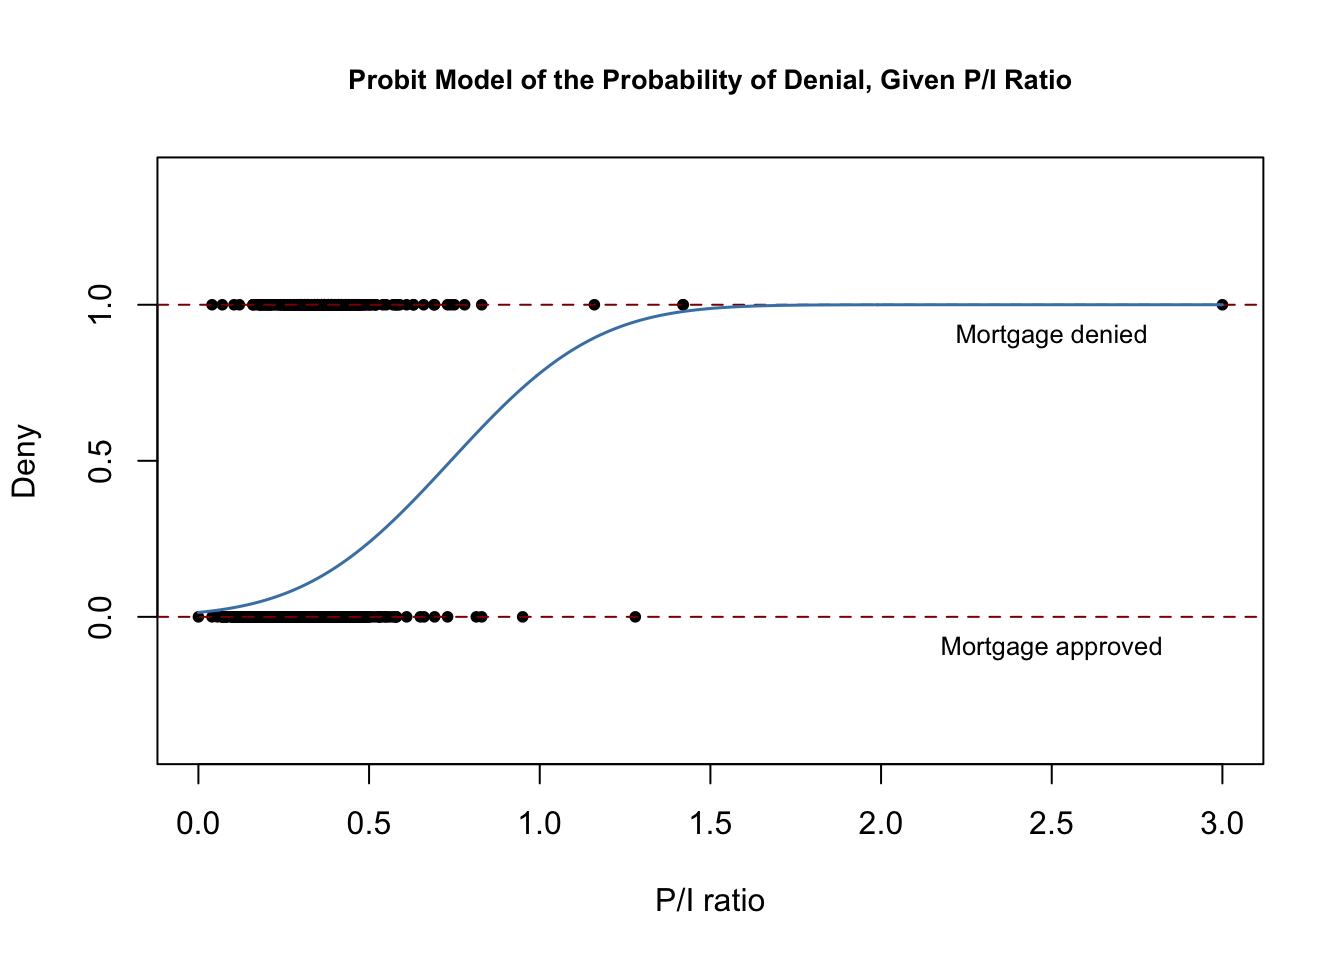 Probit Model of the Probability of Denial, Given P/I Ratio
Deny
1.0
0.5
0.0
Mortgage denied
Mortgage approved
0.0 0.5 1.0 1.5 2.0 2.5 3.0
P/I ratio